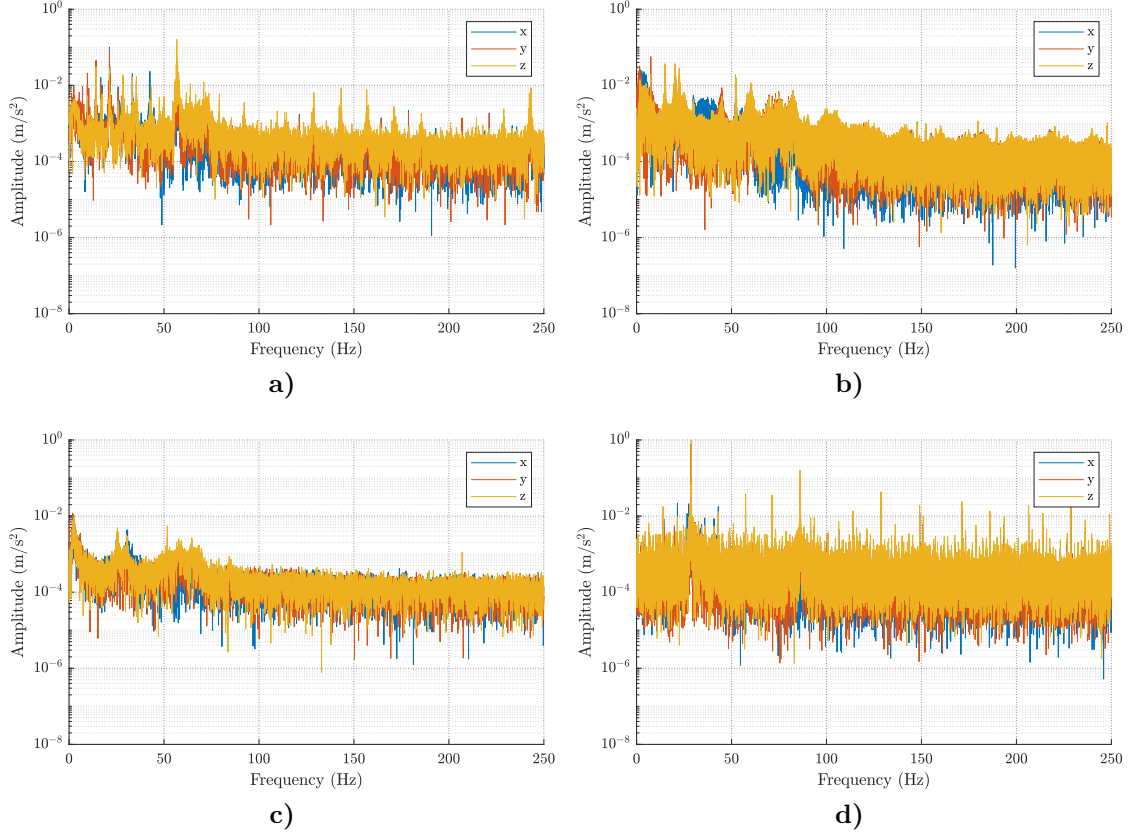 10^0
10^-2
10^-4
10^-6
10^-8
Amplitude (m/s^2)
0 50 100 150 200 250
Frequency (Hz)
x
y
z
a)
10^0
10^-2
10^-4
10^-6
10^-8
Amplitude (m/s^2)
0 50 100 150 200 250
Frequency (Hz)
x
y
z
b)
10^0
10^-2
10^-4
10^-6
10^-8
Amplitude (m/s^2)
0 50 100 150 200 250
Frequency (Hz)
x
y
z
c)
10^0
10^-2
10^-4
10^-6
10^-8
Amplitude (m/s^2)
0 50 100 150 200 250
Frequency (Hz)
x
y
z
d)